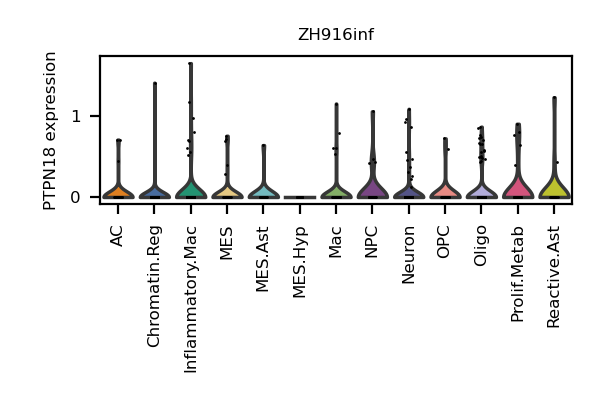 ZH916inf
PTPN18 expression
1
0
AC
Chromatin.Reg
Inflammatory.Mac
MES
MES.Ast
MES.Hyp
Mac
NPC
Neuron
OPC
Oligo
Prolif.Metab
Reactive.Ast